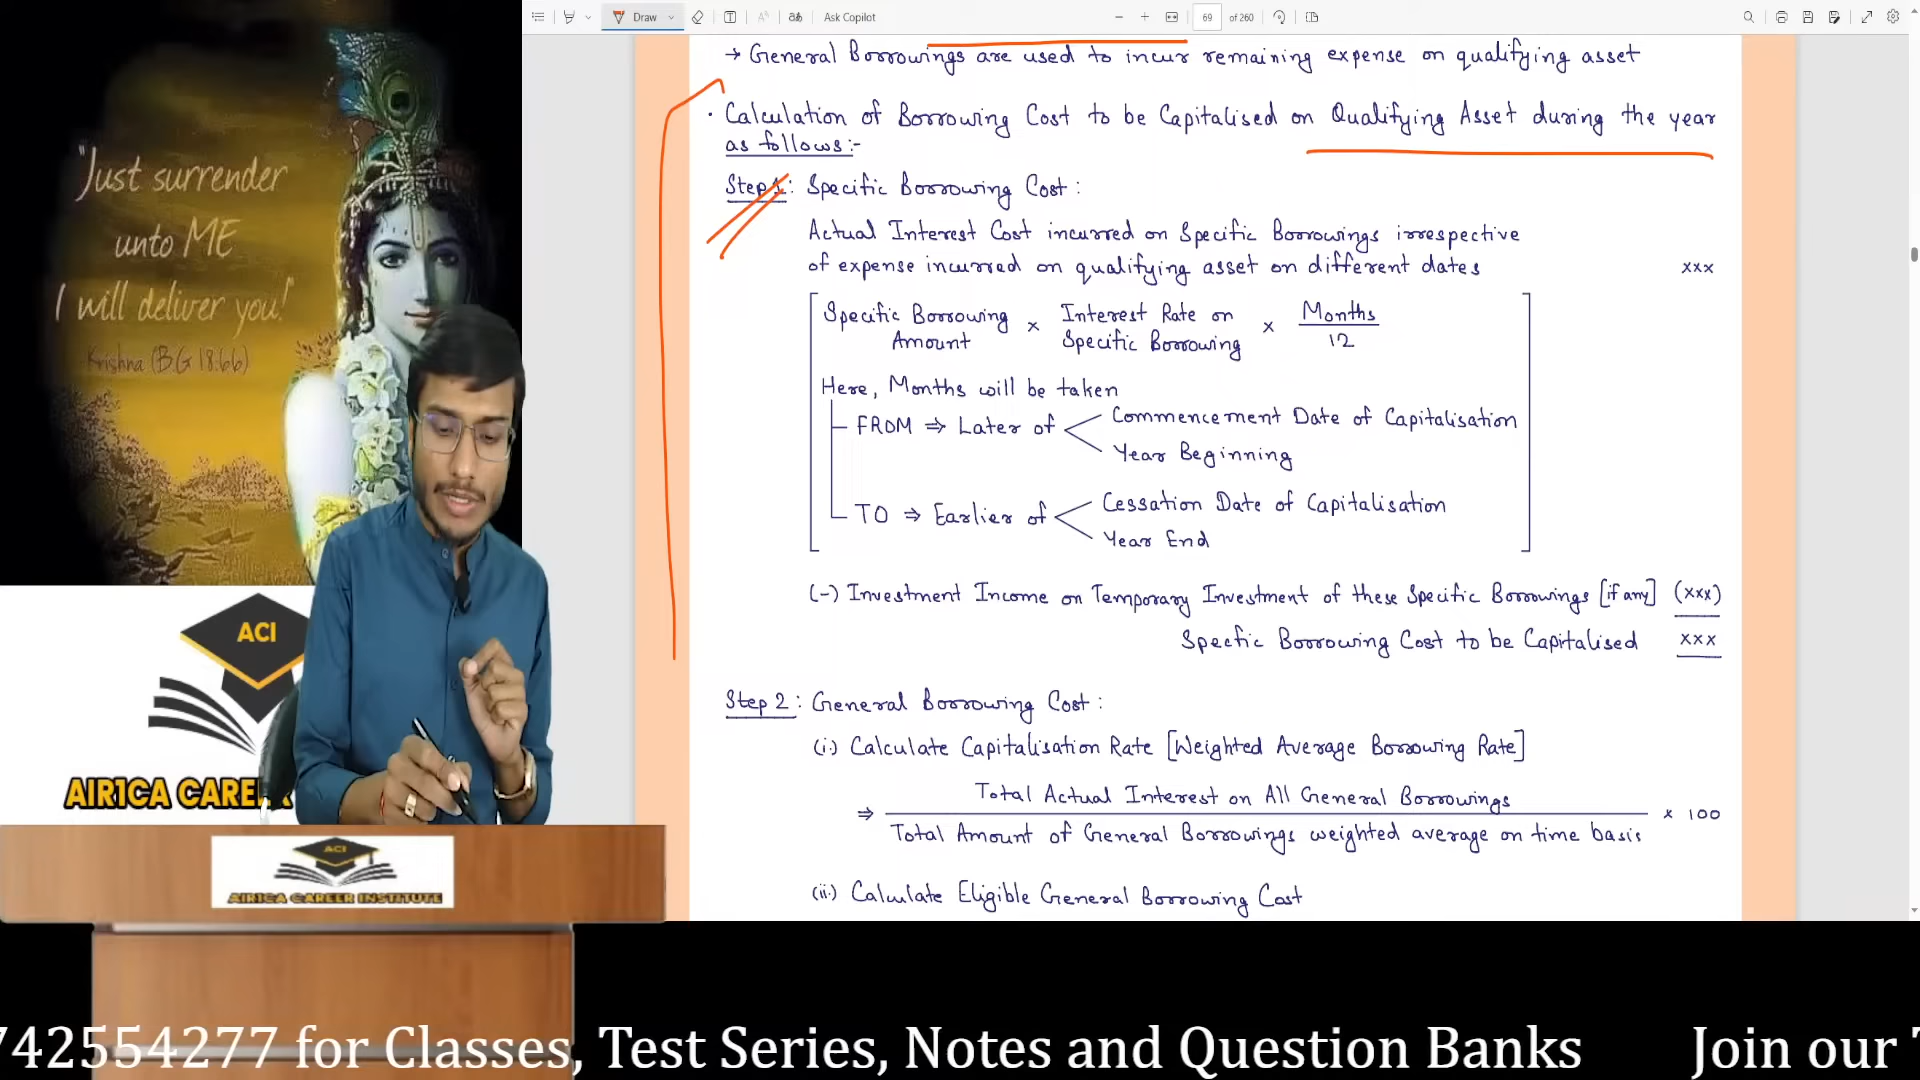 Draw
Ask Copilot
69 of 260
→ General Borrowings are used to incur remaining expense on qualifying asset
· Calculation of Borrowing Cost to be Capitalised on Qualifying Asset during the year
as follows:-
Step 1: Specific Borrowing Cost:
Actual Interest Cost incurred on Specific Borrowings irrespective
of expense incurred on qualifying asset on different dates xxx
Specific Borrowing Amount × Interest Rate on Specific Borrowing × Months/12
Here, Months will be taken
FROM ⇒ Later of
Commencement Date of Capitalisation
Year Beginning
TO ⇒ Earlier of
Cessation Date of Capitalisation
Year End
(-) Investment Income on Temporary Investment of these Specific Borrowings [if any] (xxx)
Specfic Borrowing Cost to be Capitalised xxx
Step 2: General Borrowing Cost:
(i.) Calculate Capitalisation Rate [Weighted Average Borrowing Rate]
⇒ Total Actual Interest on All General Borrowings
Total Amount of General Borrowings weighted average on time basis × 100
(ii.) Calculate Eligible General Borrowing Cost
"Just surrender
unto ME
I will deliver you!"
Krishna (B.G 18.66)
ACI
AIR1CA CAREE
ACI
AIR1CA CAREER INSTITUTE
742554277 for Classes, Test Series, Notes and Question Banks Join our